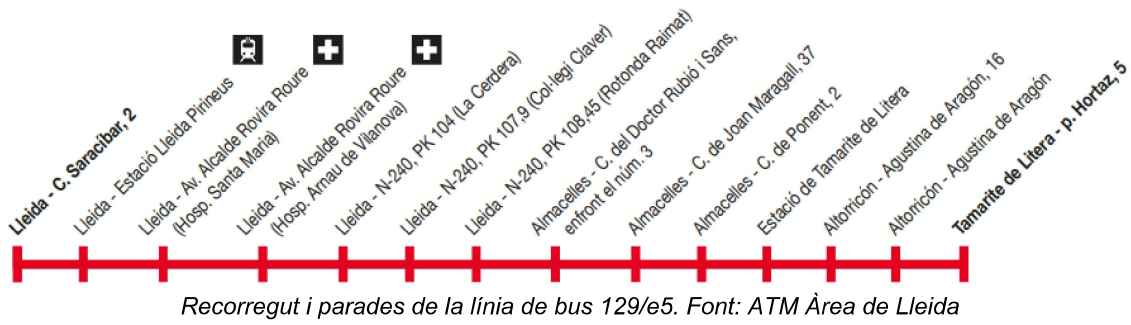 Lleida - C. Saracíbar, 2
Lleida - Estació Lleida Pirineus
Lleida - Av. Alcalde Rovira Roure
(Hosp. Santa Maria)
Lleida - Av. Alcalde Rovira Roure
(Hosp. Arnau de Vilanova)
Lleida - N-240, PK 104 (La Cerdera)
Lleida - N-240, PK 107,9 (Col·legi Claver)
Lleida - N-240, PK 108,45 (Rotonda Raimat)
Almacelles - C. del Doctor Rubió i Sans,
enfront el núm. 3
Almacelles - C. de Joan Maragall, 37
Almacelles - C. de Ponent, 2
Estació de Tamarite de Litera
Altorricón - Agustina de Aragón, 16
Altorricón - Agustina de Aragón
Tamarite de Litera - p. Hortaz, 5
Recorregut i parades de la línia de bus 129/e5. Font: ATM Àrea de Lleida